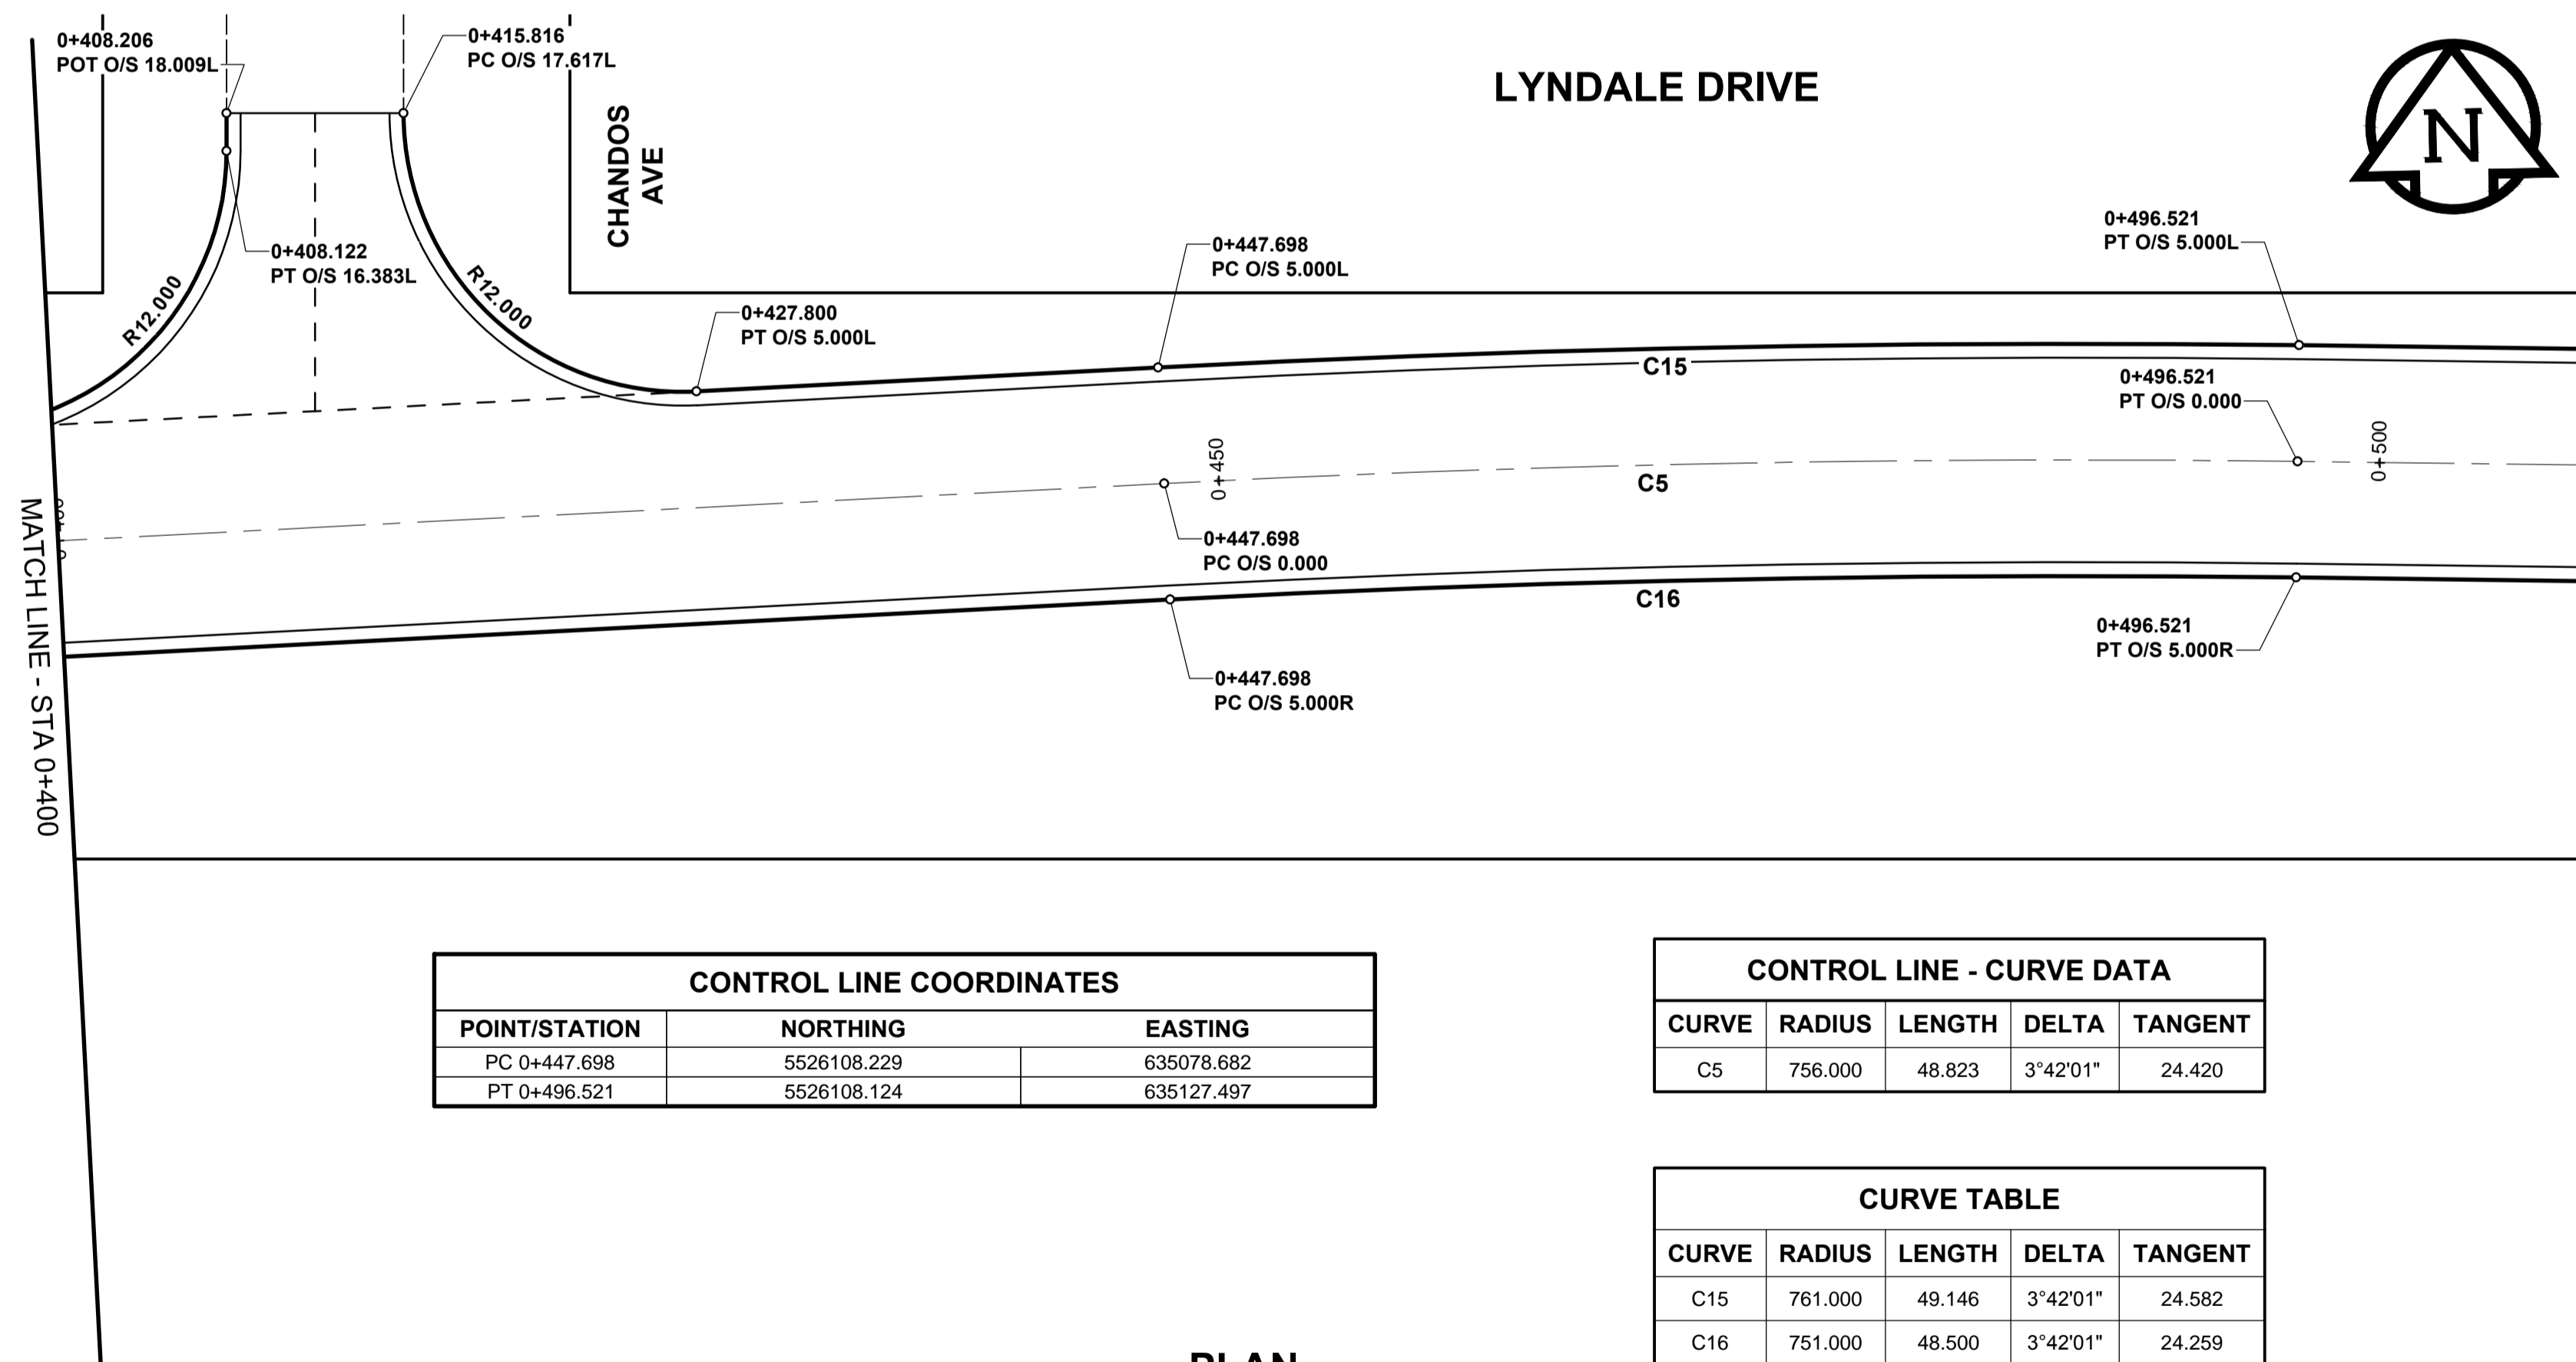 0+408.206
POT O/S 18.009L
0+415.816
PC O/S 17.617L
LYNDALE DRIVE
N
CHANDOS
AVE
0+408.122
PT O/S 16.383L
R12.000
R12.000
0+427.800
PT O/S 5.000L
0+447.698
PC O/S 5.000L
0+496.521
PT O/S 5.000L
C15
0+496.521
PT O/S 0.000
0+450
C5
0+500
0+447.698
PC O/S 0.000
C16
0+496.521
PT O/S 5.000R
0+447.698
PC O/S 5.000R
MATCH LINE - STA 0+400
CONTROL LINE COORDINATES
POINT/STATION NORTHING EASTING
PC 0+447.698 5526108.229 635078.682
PT 0+496.521 5526108.124 635127.497
CONTROL LINE - CURVE DATA
CURVE RADIUS LENGTH DELTA TANGENT
C5 756.000 48.823 3°42'01" 24.420
CURVE TABLE
CURVE RADIUS LENGTH DELTA TANGENT
C15 761.000 49.146 3°42'01" 24.582
C16 751.000 48.500 3°42'01" 24.259
PLAN